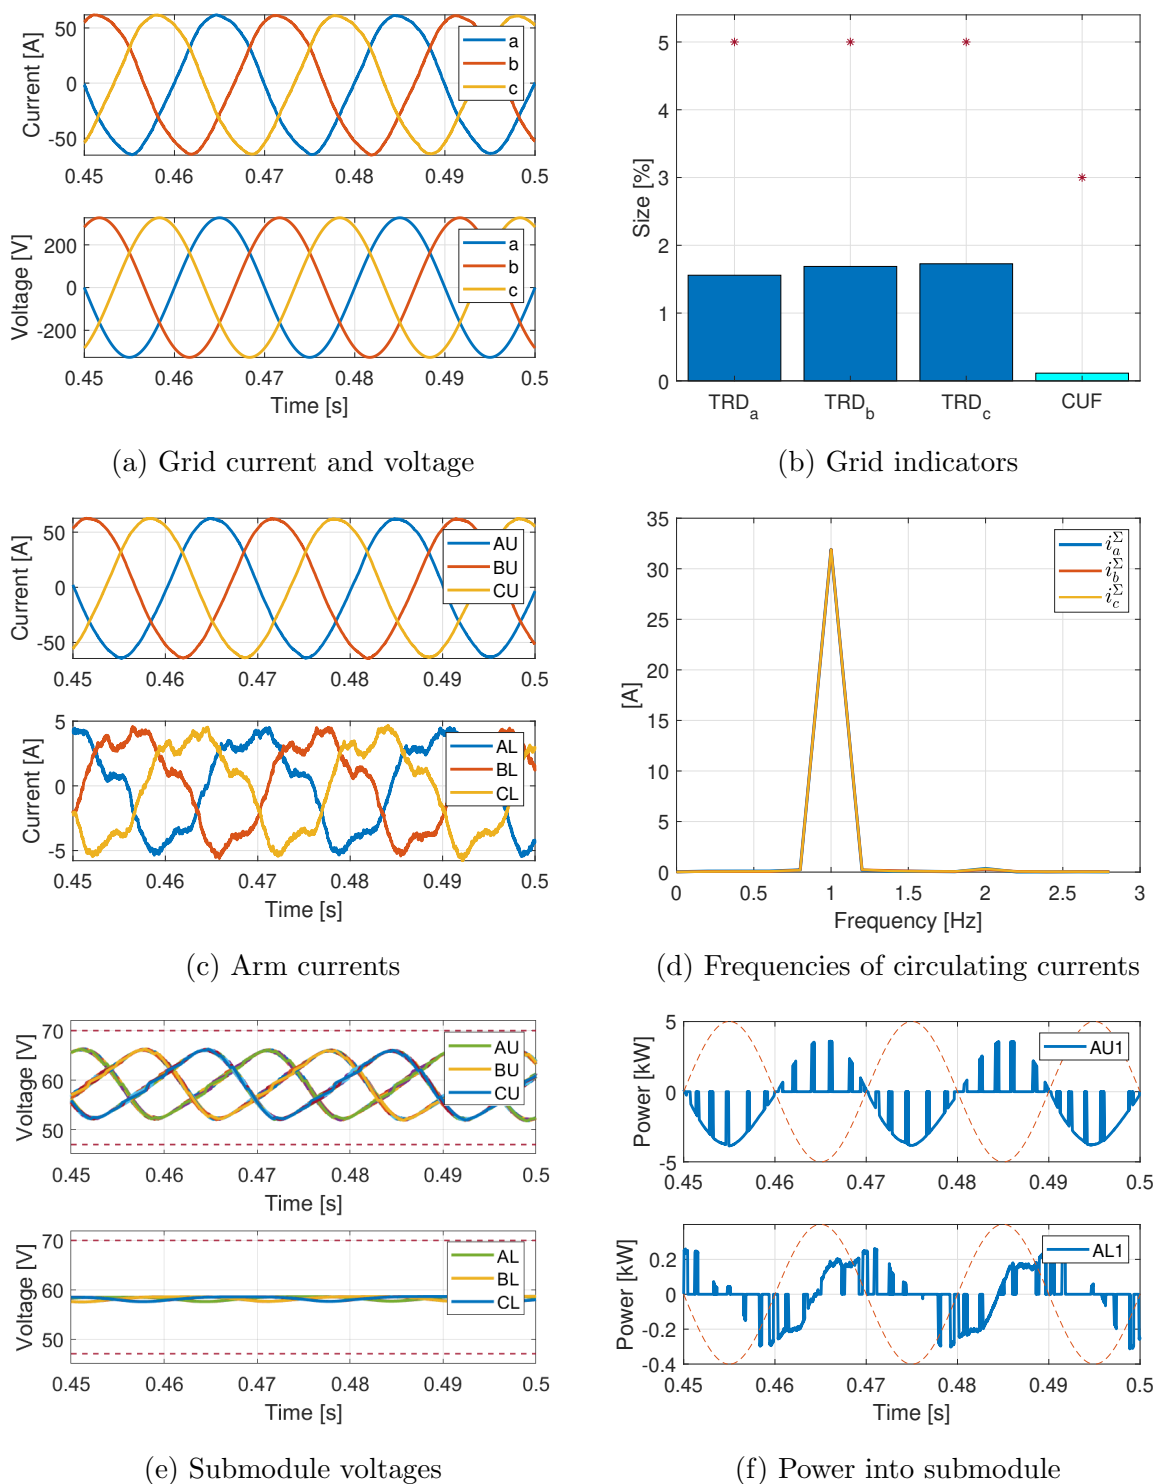 50
0
-50
Current [A]
a
b
c
0.45 0.46 0.47 0.48 0.49 0.5
200
0
-200
Voltage [V]
a
b
c
0.45 0.46 0.47 0.48 0.49 0.5
Time [s]
(a) Grid current and voltage
5
4
3
2
1
0
Size [%]
TRD_a TRD_b TRD_c CUF
(b) Grid indicators
50
0
-50
Current [A]
AU
BU
CU
0.45 0.46 0.47 0.48 0.49 0.5
5
0
-5
Current [A]
AL
BL
CL
0.45 0.46 0.47 0.48 0.49 0.5
Time [s]
(c) Arm currents
35
30
25
20
15
10
5
0
[A]
i_a^Σ
i_b^Σ
i_c^Σ
0 0.5 1 1.5 2 2.5 3
Frequency [Hz]
(d) Frequencies of circulating currents
70
60
50
Voltage [V]
AU
BU
CU
0.45 0.46 0.47 0.48 0.49 0.5
Time [s]
70
60
50
Voltage [V]
AL
BL
CL
0.45 0.46 0.47 0.48 0.49 0.5
Time [s]
(e) Submodule voltages
5
0
-5
Power [kW]
AU1
0.45 0.46 0.47 0.48 0.49 0.5
0.2
0
-0.2
-0.4
Power [kW]
AL1
0.45 0.46 0.47 0.48 0.49 0.5
Time [s]
(f) Power into submodule